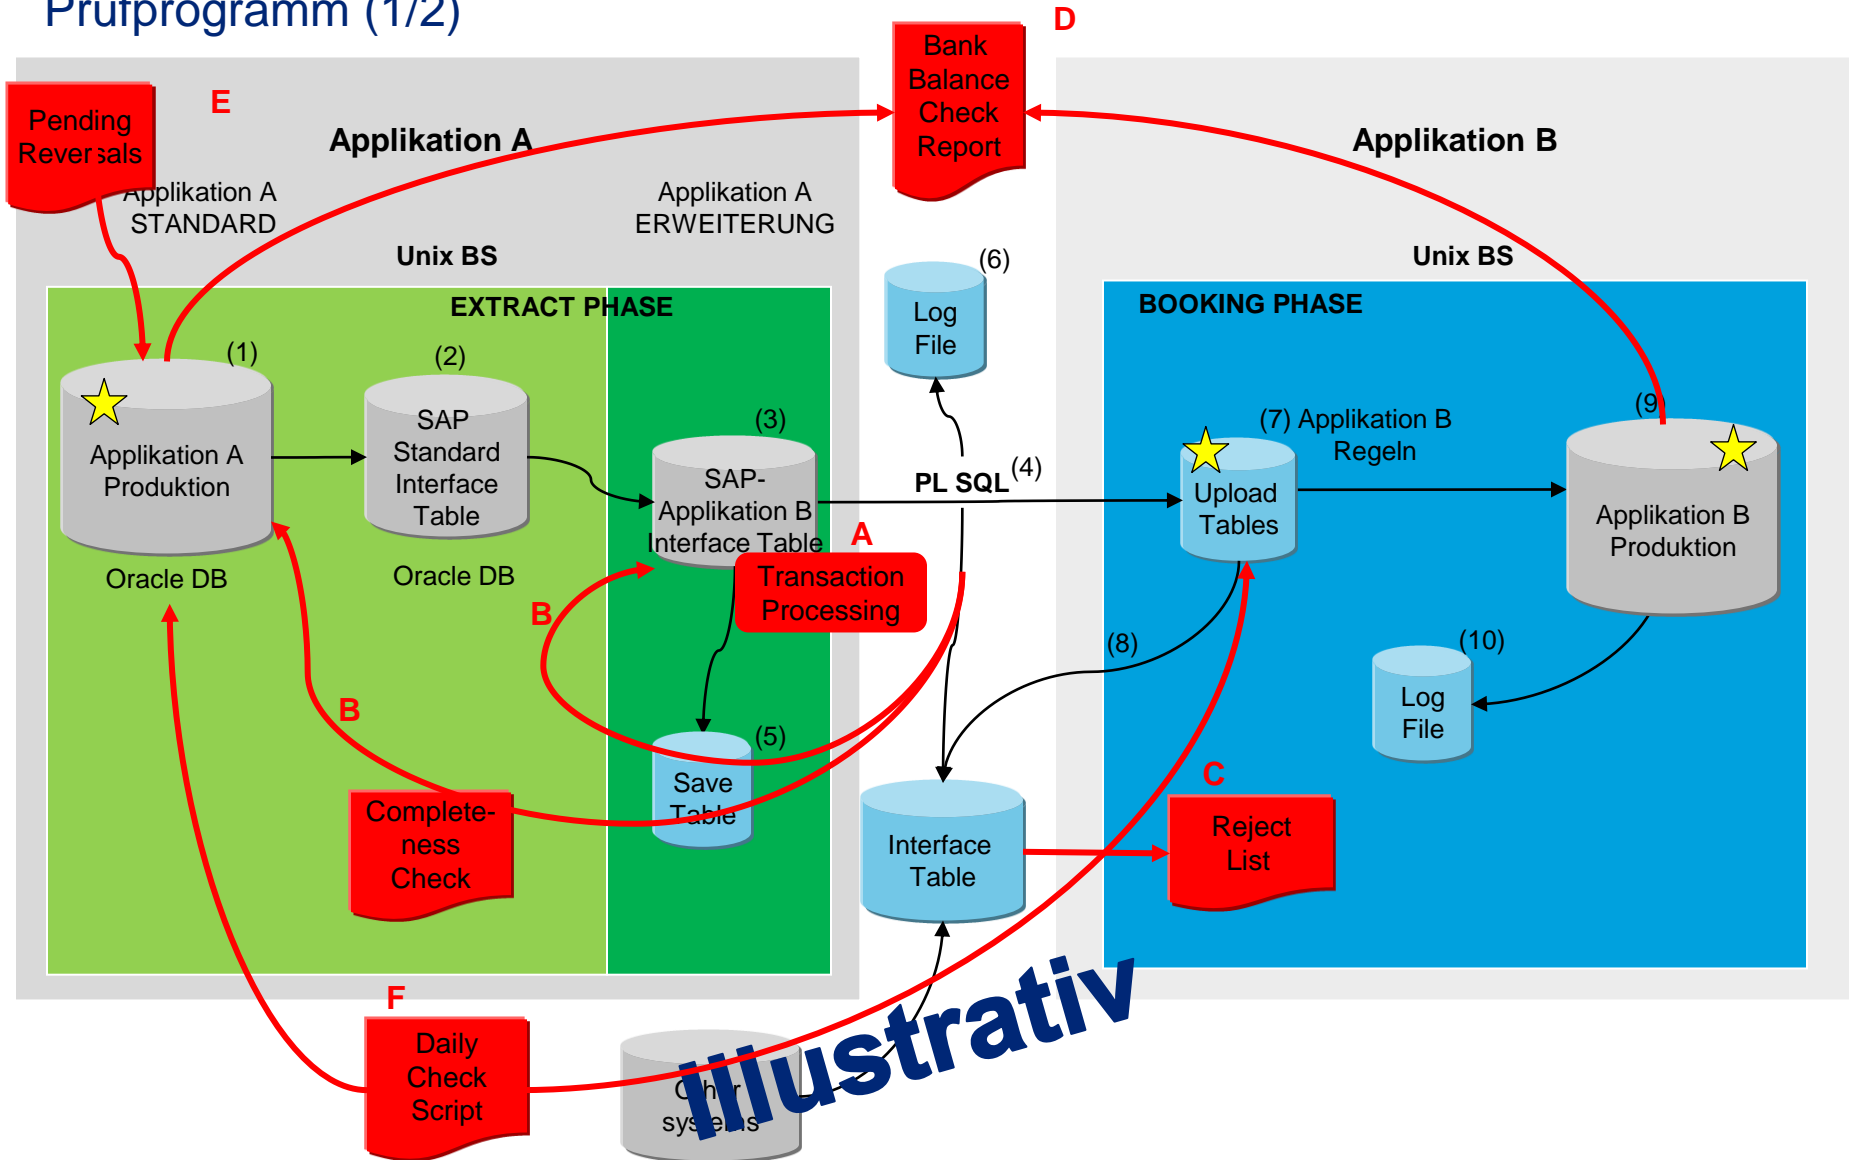 Prüfprogramm (1/2)
D
Bank
Balance
Check
Report
E
Pending
Reversals
Applikation A
Applikation B
Applikation A
STANDARD
Applikation A
ERWEITERUNG
Unix BS
Unix BS
(6)
Log
File
EXTRACT PHASE
BOOKING PHASE
(1)
Applikation A
Produktion
Oracle DB
(2)
SAP
Standard
Interface
Table
Oracle DB
(3)
SAP-
Applikation B
Interface Table
PL SQL
(4)
(7) Applikation B
Regeln
Upload
Tables
(9)
Applikation B
Produktion
A
Transaction
Processing
B
B
(8)
(10)
Log
File
(5)
Save
Table
Complete-
ness
Check
Interface
Table
C
Reject
List
F
Daily
Check
Script
Other
systems
Illustrativ